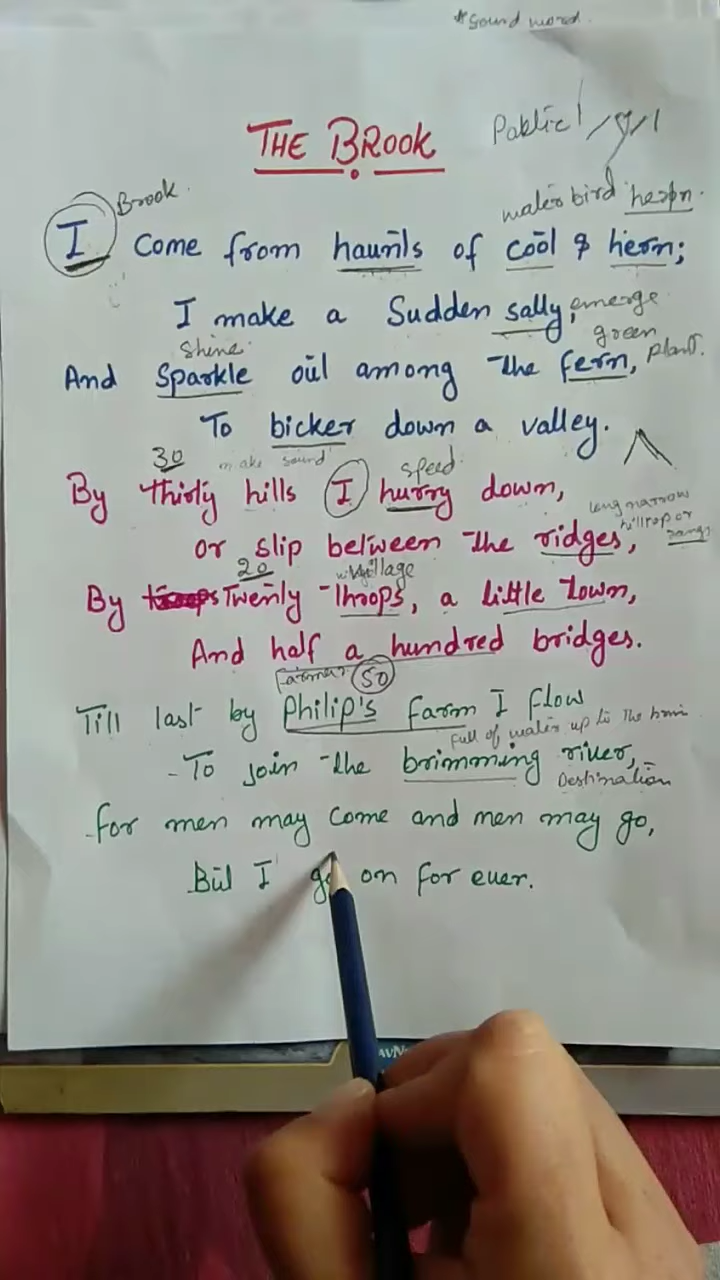 *Sound word.
THE BROOK
Public /9/1
Brook.
water bird heron.
I come from haunts of cool & hern;
I make a Sudden sally, emerge
shine green
And Sparkle out among the fern, plant.
To bicker down a valley.
30 make sound speed
By thirty hills I hurry down,
long narrow
hilltop or
range
or slip between the ridges,
20 village
By Twenty throps, a little town,
And half a hundred bridges.
farmer 50
Till last by Philip's farm I flow
full of water up to the brim
To join the brimming river,
Destination
for men may come and men may go,
But I go on for ever.